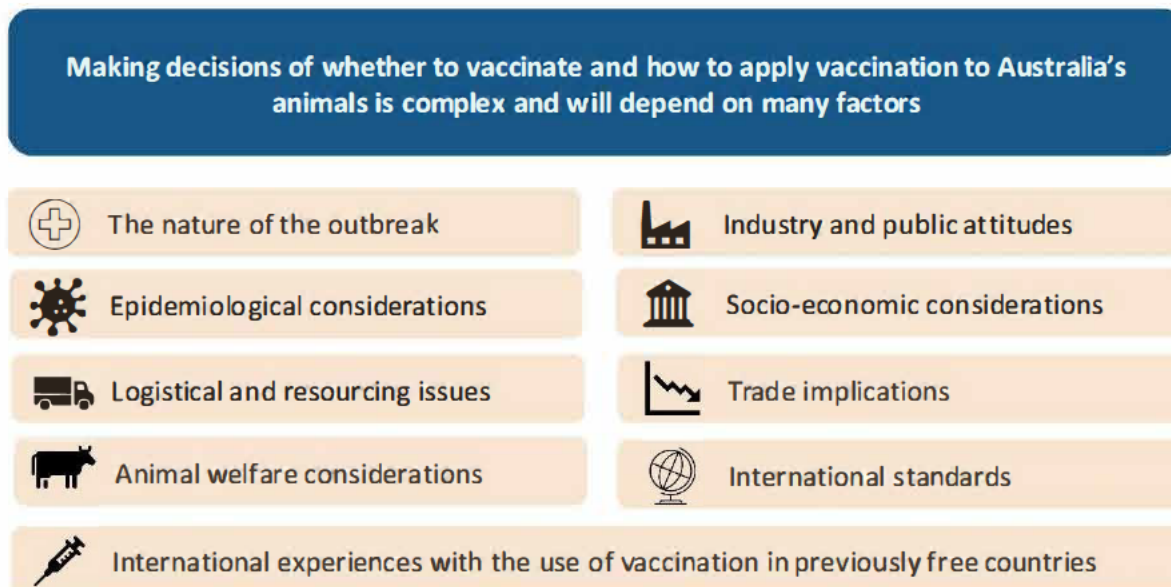 Making decisions of whether to vaccinate and how to apply vaccination to Australia's
animals is complex and will depend on many factors
The nature of the outbreak
Industry and public attitudes
Epidemiological considerations
Socio-economic considerations
Logistical and resourcing issues
Trade implications
Animal welfare considerations
International standards
International experiences with the use of vaccination in previously free countries